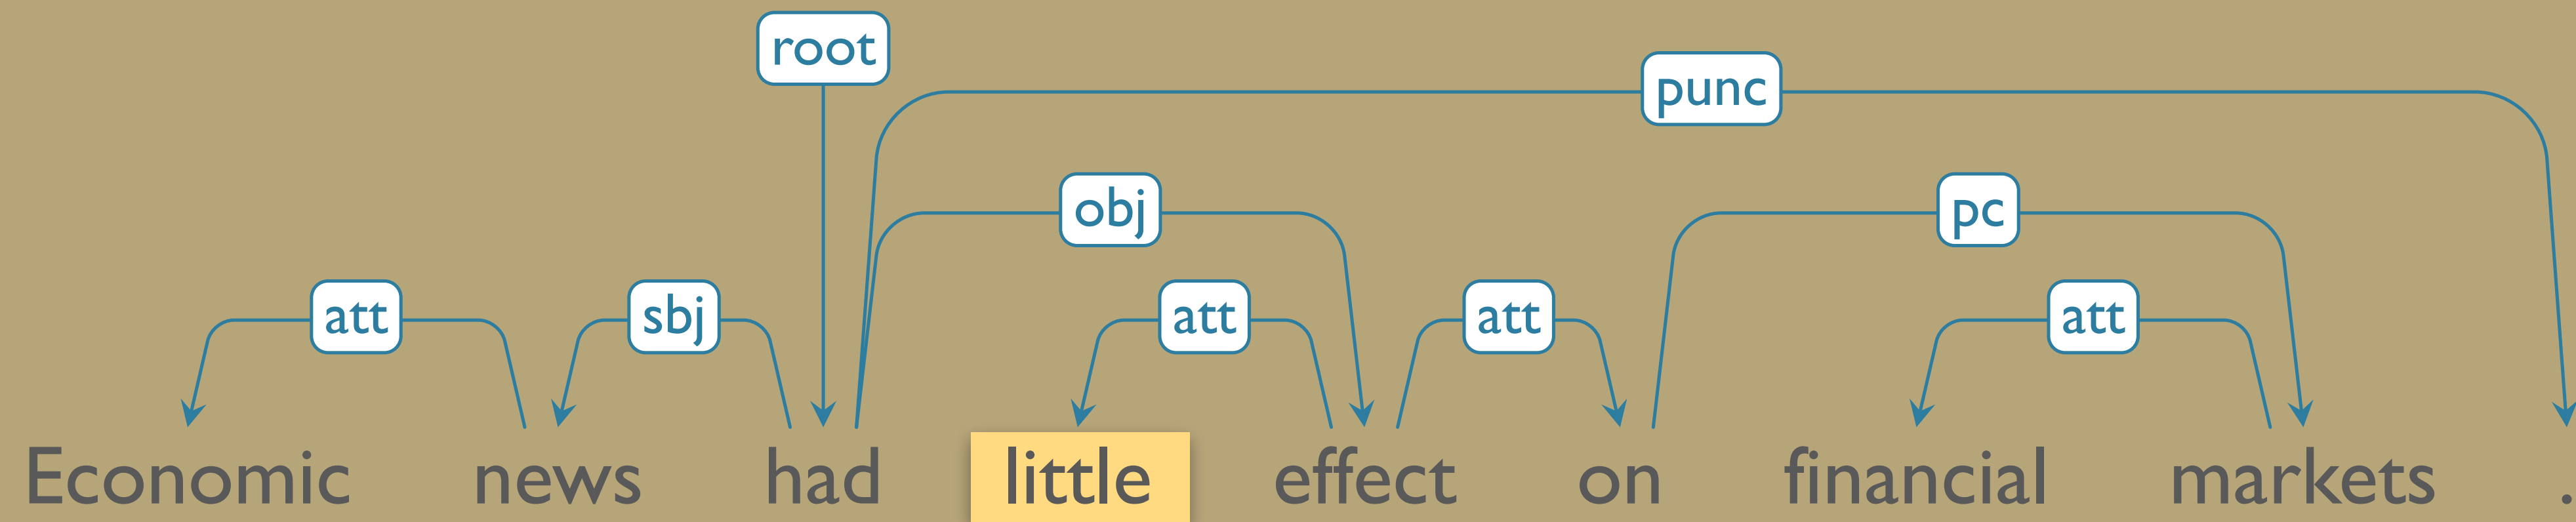 root
punc
obj pc
att sbj att att att
Economic news had little effect on financial markets .